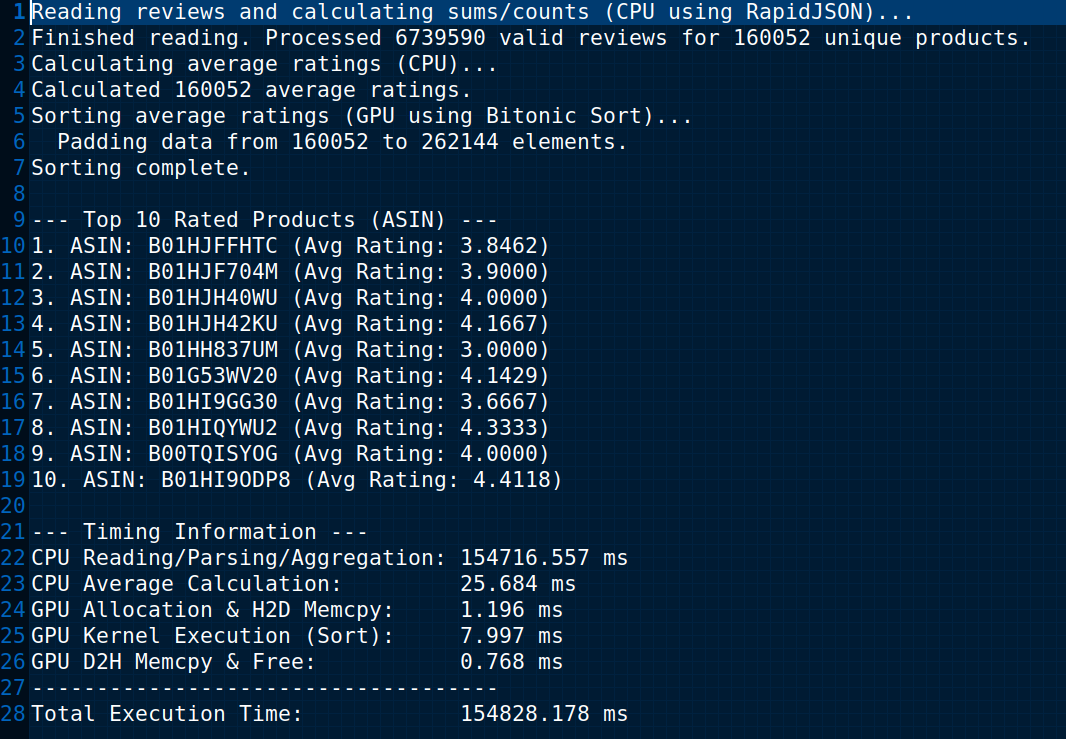 1 Reading reviews and calculating sums/counts (CPU using RapidJSON)...
2 Finished reading. Processed 6739590 valid reviews for 160052 unique products.
3 Calculating average ratings (CPU)...
4 Calculated 160052 average ratings.
5 Sorting average ratings (GPU using Bitonic Sort)...
6   Padding data from 160052 to 262144 elements.
7 Sorting complete.
8
9 --- Top 10 Rated Products (ASIN) ---
10 1. ASIN: B01HJFFHTC (Avg Rating: 3.8462)
11 2. ASIN: B01HJF704M (Avg Rating: 3.9000)
12 3. ASIN: B01HJH40WU (Avg Rating: 4.0000)
13 4. ASIN: B01HJH42KU (Avg Rating: 4.1667)
14 5. ASIN: B01HH837UM (Avg Rating: 3.0000)
15 6. ASIN: B01G53WV20 (Avg Rating: 4.1429)
16 7. ASIN: B01HI9GG30 (Avg Rating: 3.6667)
17 8. ASIN: B01HIQYWU2 (Avg Rating: 4.3333)
18 9. ASIN: B00TQISYOG (Avg Rating: 4.0000)
19 10. ASIN: B01HI9ODP8 (Avg Rating: 4.4118)
20
21 --- Timing Information ---
22 CPU Reading/Parsing/Aggregation: 154716.557 ms
23 CPU Average Calculation:         25.684 ms
24 GPU Allocation & H2D Memcpy:     1.196 ms
25 GPU Kernel Execution (Sort):     7.997 ms
26 GPU D2H Memcpy & Free:           0.768 ms
27 ------------------------------------
28 Total Execution Time:            154828.178 ms